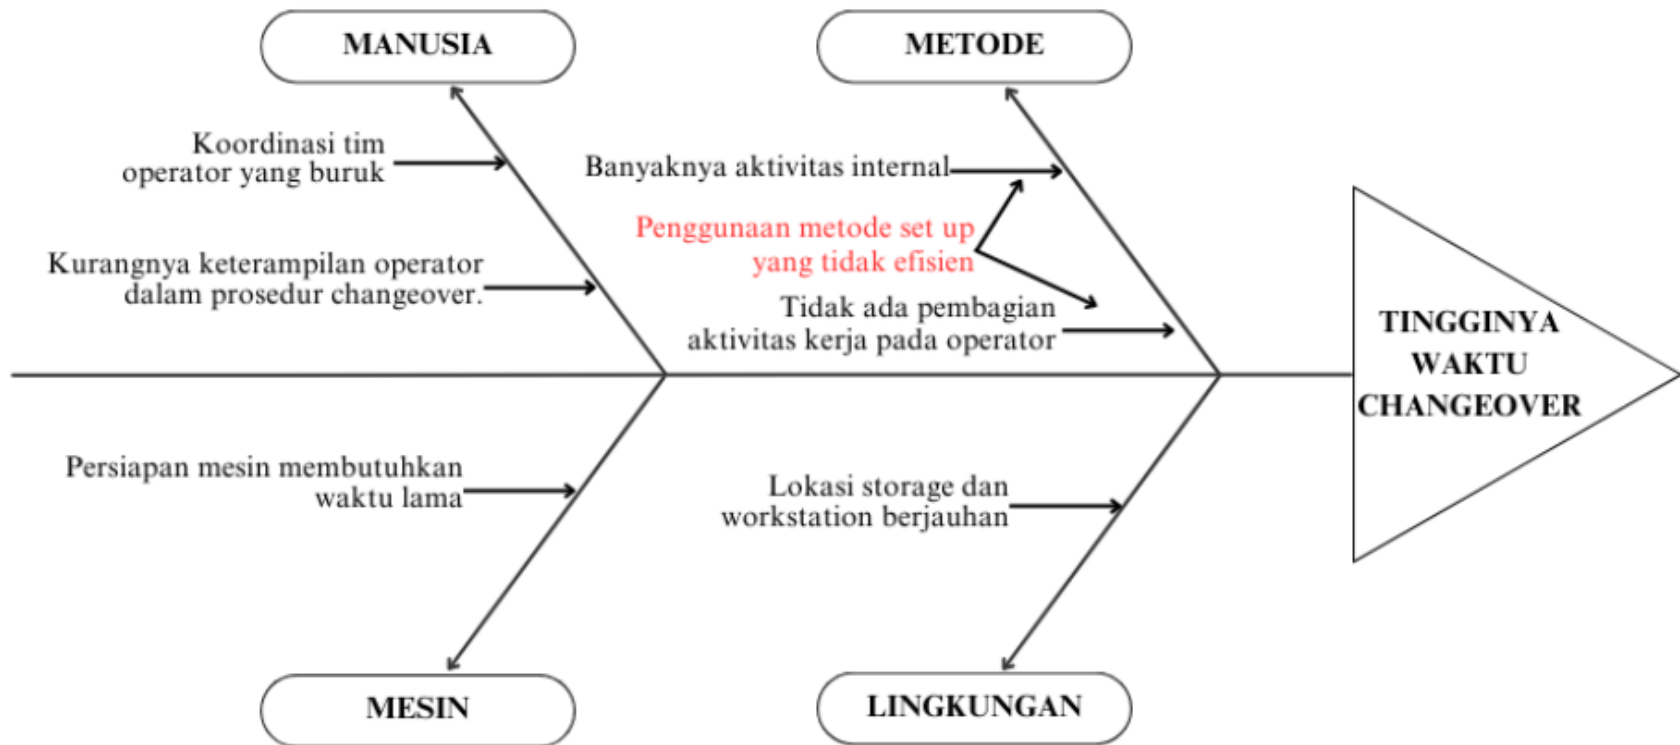 MANUSIA
METODE
Koordinasi tim
operator yang buruk
Banyaknya aktivitas internal
Penggunaan metode set up
yang tidak efisien
Kurangnya keterampilan operator
dalam prosedur changeover.
Tidak ada pembagian
aktivitas kerja pada operator
TINGGINYA
WAKTU
CHANGEOVER
Persiapan mesin membutuhkan
waktu lama
Lokasi storage dan
workstation berjauhan
MESIN
LINGKUNGAN